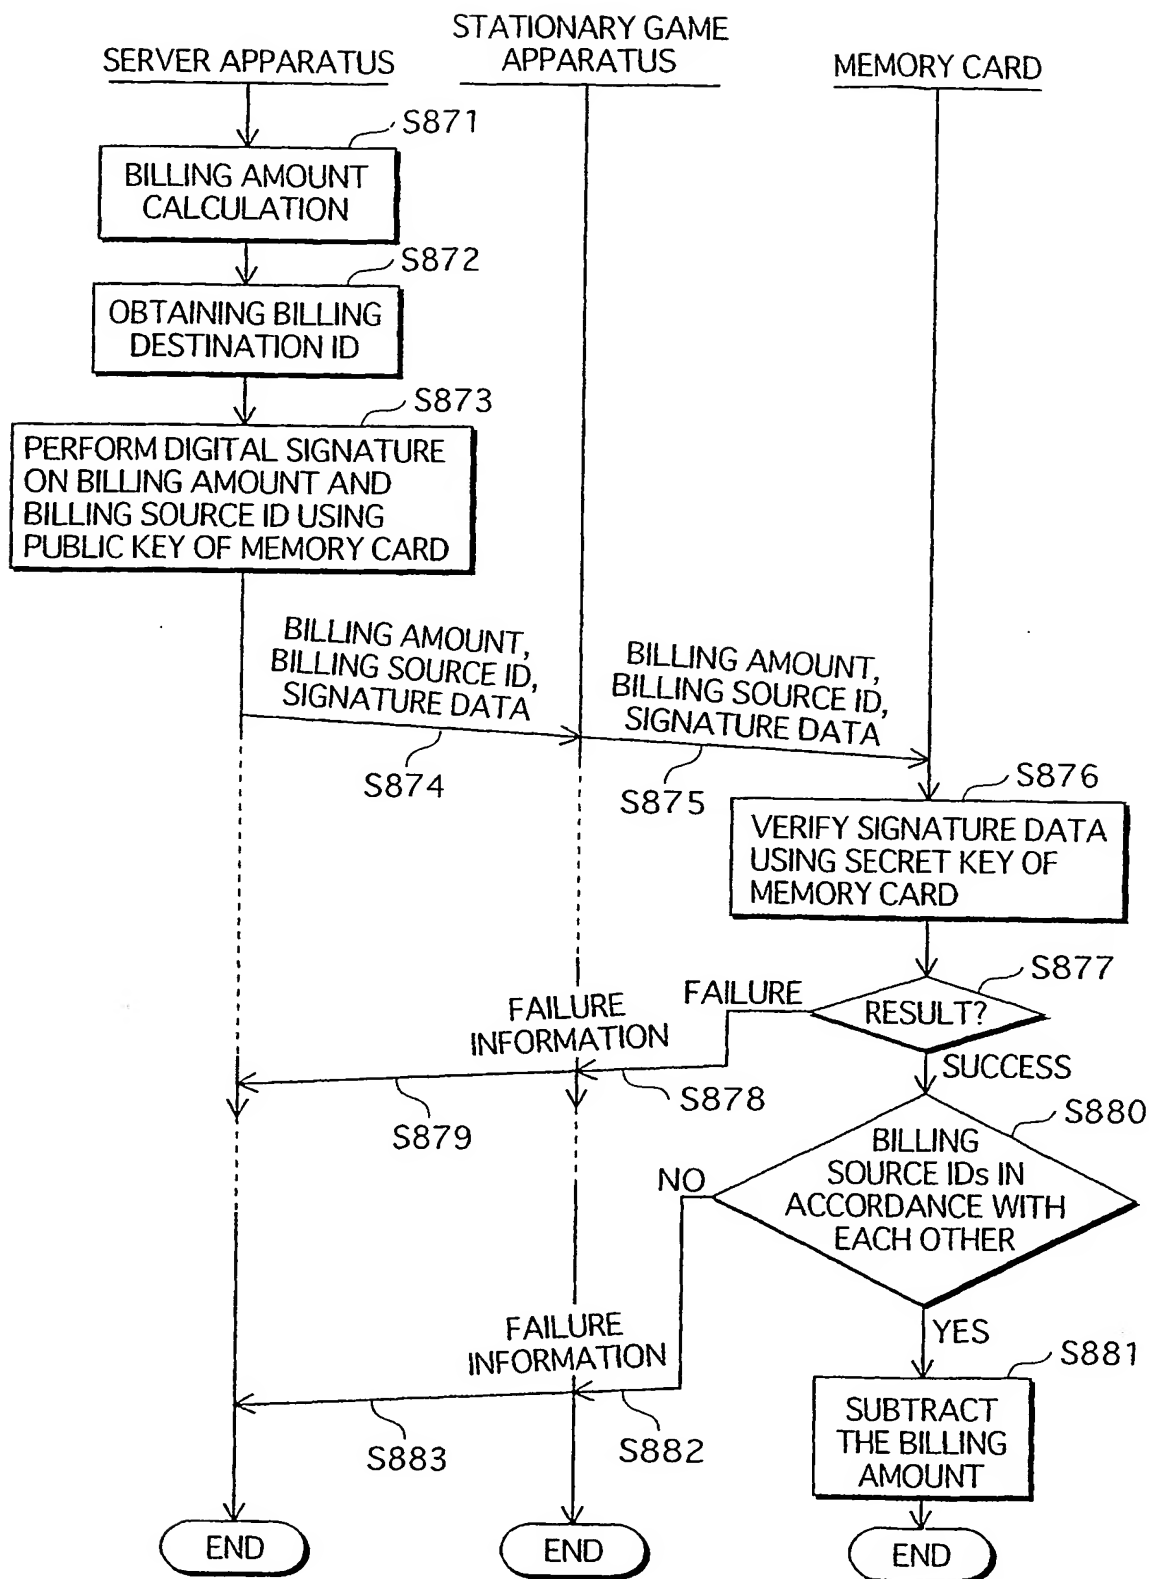 SERVER APPARATUS
STATIONARY GAME
APPARATUS
MEMORY CARD
S871
BILLING AMOUNT
CALCULATION
S872
OBTAINING BILLING
DESTINATION ID
S873
PERFORM DIGITAL SIGNATURE
ON BILLING AMOUNT AND
BILLING SOURCE ID USING
PUBLIC KEY OF MEMORY CARD
BILLING AMOUNT,
BILLING SOURCE ID,
SIGNATURE DATA
S874
BILLING AMOUNT,
BILLING SOURCE ID,
SIGNATURE DATA
S875
S876
VERIFY SIGNATURE DATA
USING SECRET KEY OF
MEMORY CARD
S877
RESULT?
FAILURE
FAILURE
INFORMATION
S878
S879
SUCCESS
S880
BILLING
SOURCE IDs IN
ACCORDANCE WITH
EACH OTHER
NO
FAILURE
INFORMATION
S882
S883
YES
S881
SUBTRACT
THE BILLING
AMOUNT
END
END
END